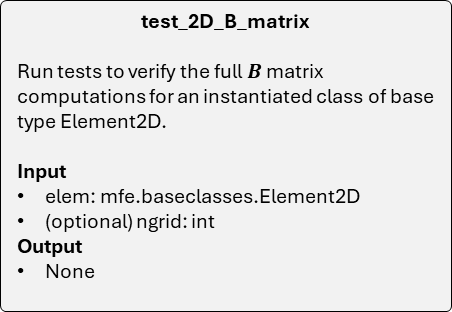 test_2D_B_matrix
Run tests to verify the full B matrix
computations for an instantiated class of base
type Element2D.
Input
• elem: mfe.baseclasses.Element2D
• (optional) ngrid: int
Output
• None